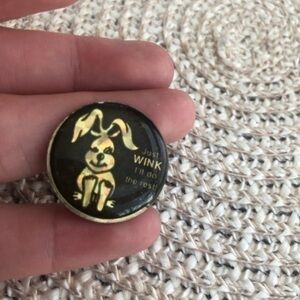 Just
WINK
I'll do
the rest!